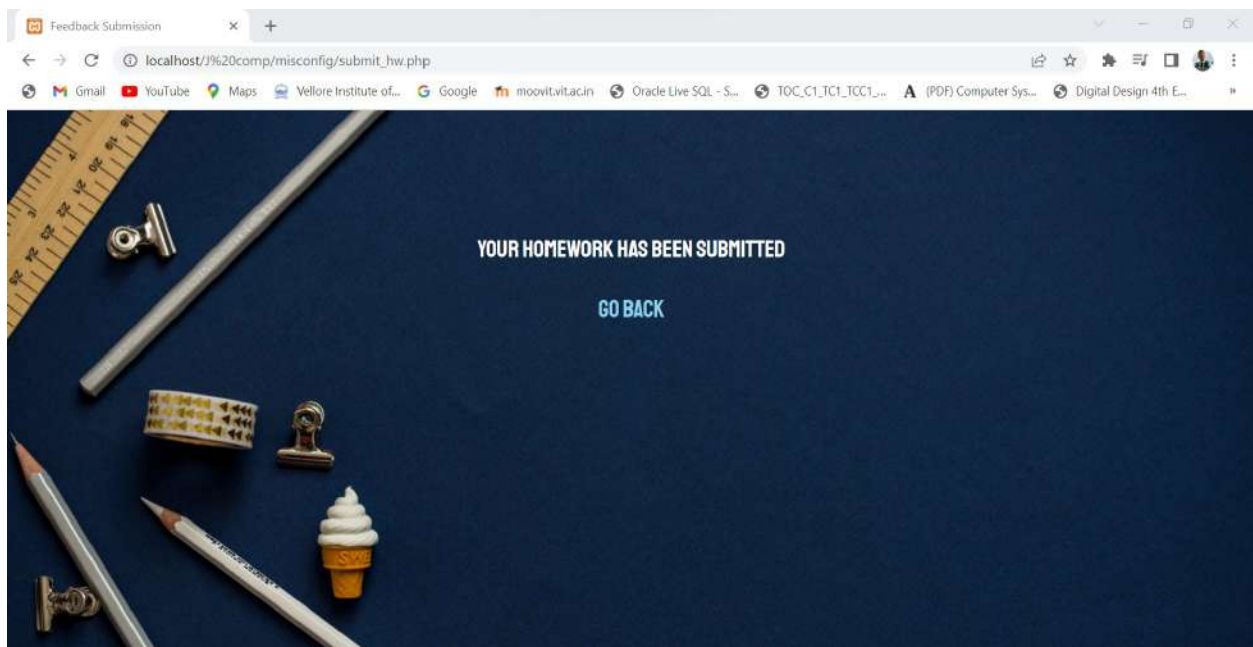 Feedback Submission
localhost/J%20comp/misconfig/submit_hw.php
Gmail YouTube Maps Vellore Institute of... Google moovit.vit.ac.in Oracle Live SQL - S... TOC_C1_TC1_TCC1_... (PDF) Computer Sys... Digital Design 4th E... »
YOUR HOMEWORK HAS BEEN SUBMITTED
GO BACK